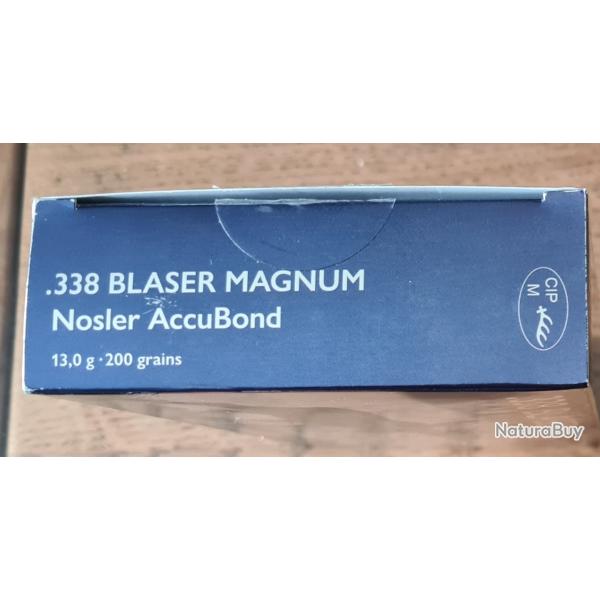 .338 BLASER MAGNUM
Nosler AccuBond
13,0 g · 200 grains
CIP
M
NaturaBuy